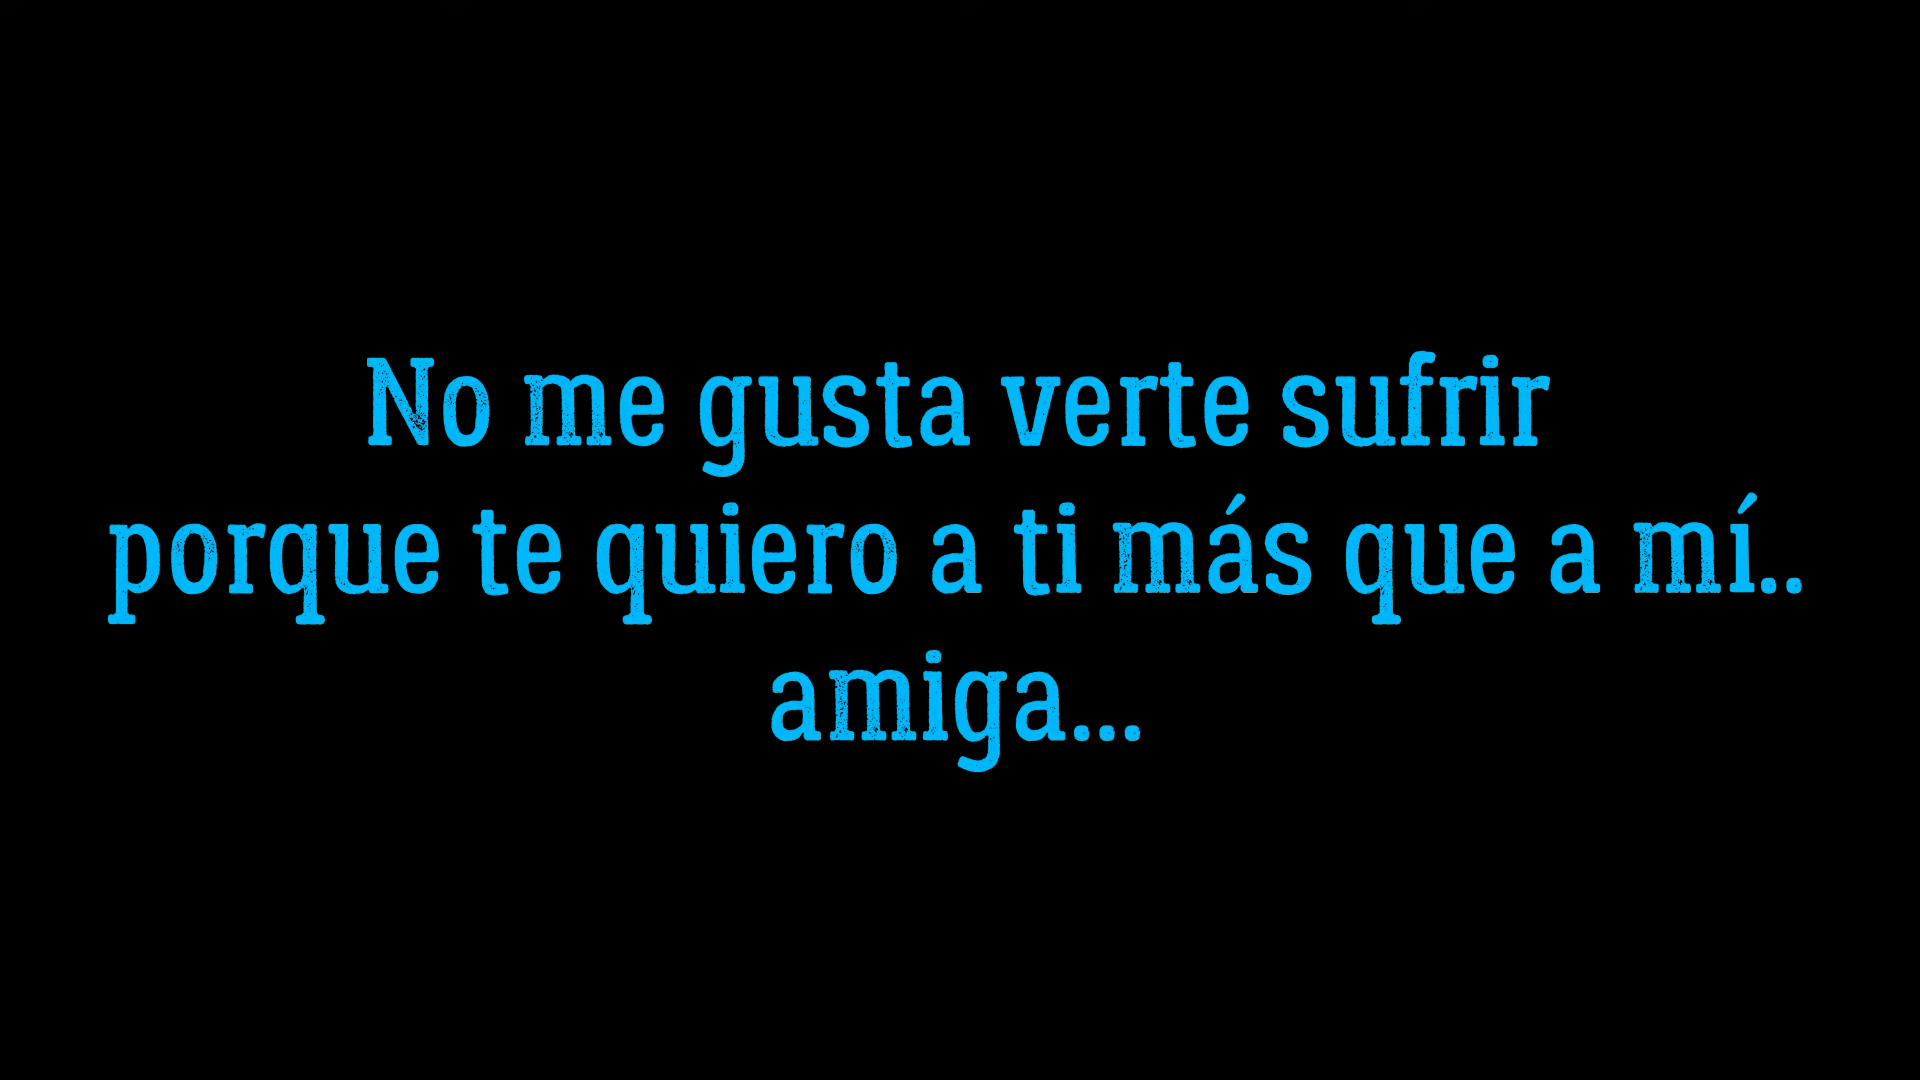 No me gusta verte sufrir
porque te quiero a ti más que a mí..
amiga...